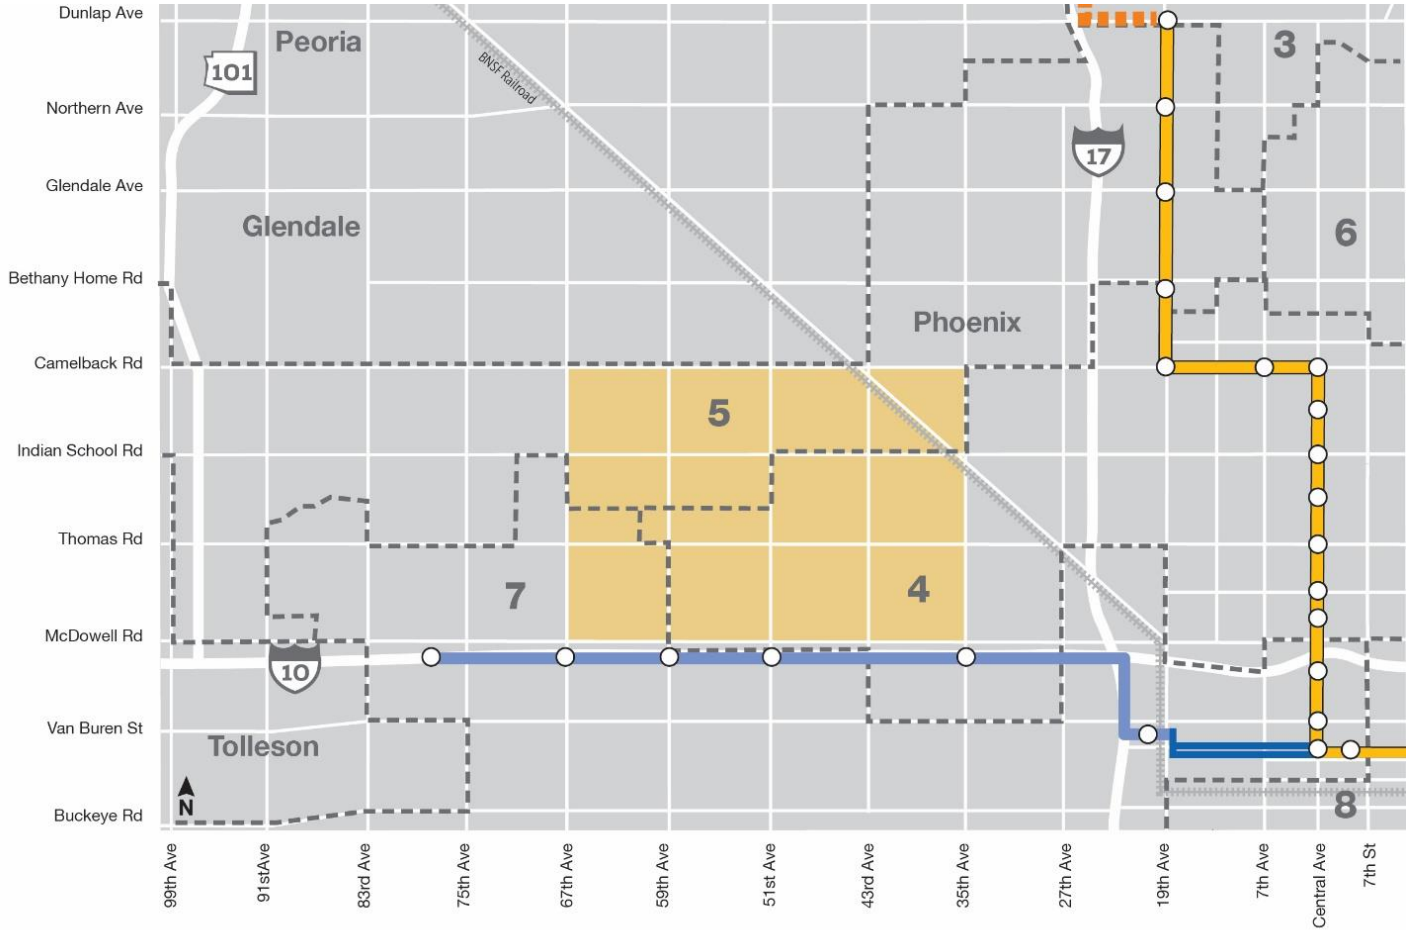 Dunlap Ave
Peoria
3
101
BNSF Railroad
Northern Ave
17
Glendale Ave
Glendale
6
Bethany Home Rd
Phoenix
Camelback Rd
5
Indian School Rd
Thomas Rd
7
4
McDowell Rd
10
Van Buren St
Tolleson
N
8
Buckeye Rd
99th Ave
91stAve
83rd Ave
75th Ave
67th Ave
59th Ave
51st Ave
43rd Ave
35th Ave
27th Ave
19th Ave
7th Ave
Central Ave
7th St